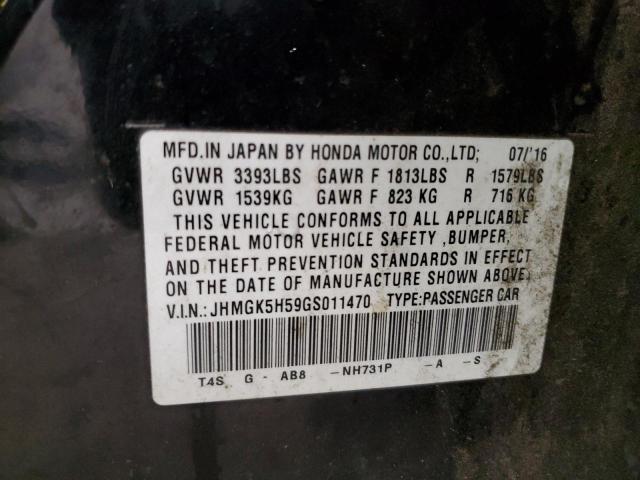 MFD.IN JAPAN BY HONDA MOTOR CO.,LTD; 07/'16
GVWR 3393LBS GAWR F 1813LBS R 1579LBS
GVWR 1539KG GAWR F 823 KG R 716 KG
THIS VEHICLE CONFORMS TO ALL APPLICABLE
FEDERAL MOTOR VEHICLE SAFETY ,BUMPER,
AND THEFT PREVENTION STANDARDS IN EFFECT
ON THE DATE OF MANUFACTURE SHOWN ABOVE.
V.I.N.: JHMGK5H59GS011470 TYPE:PASSENGER CAR
T4S G - AB8 -NH731P -A -S